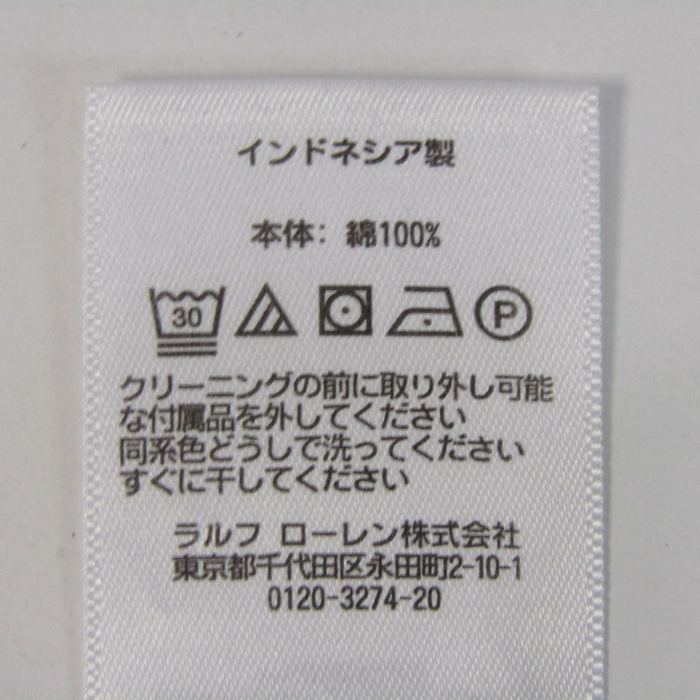 インドネシア製
本体: 綿100%
30 P
クリーニングの前に取り外し可能
な付属品を外してください
同系色どうしで洗ってください
すぐに干してください
ラルフ ローレン株式会社
東京都千代田区永田町2-10-1
0120-3274-20